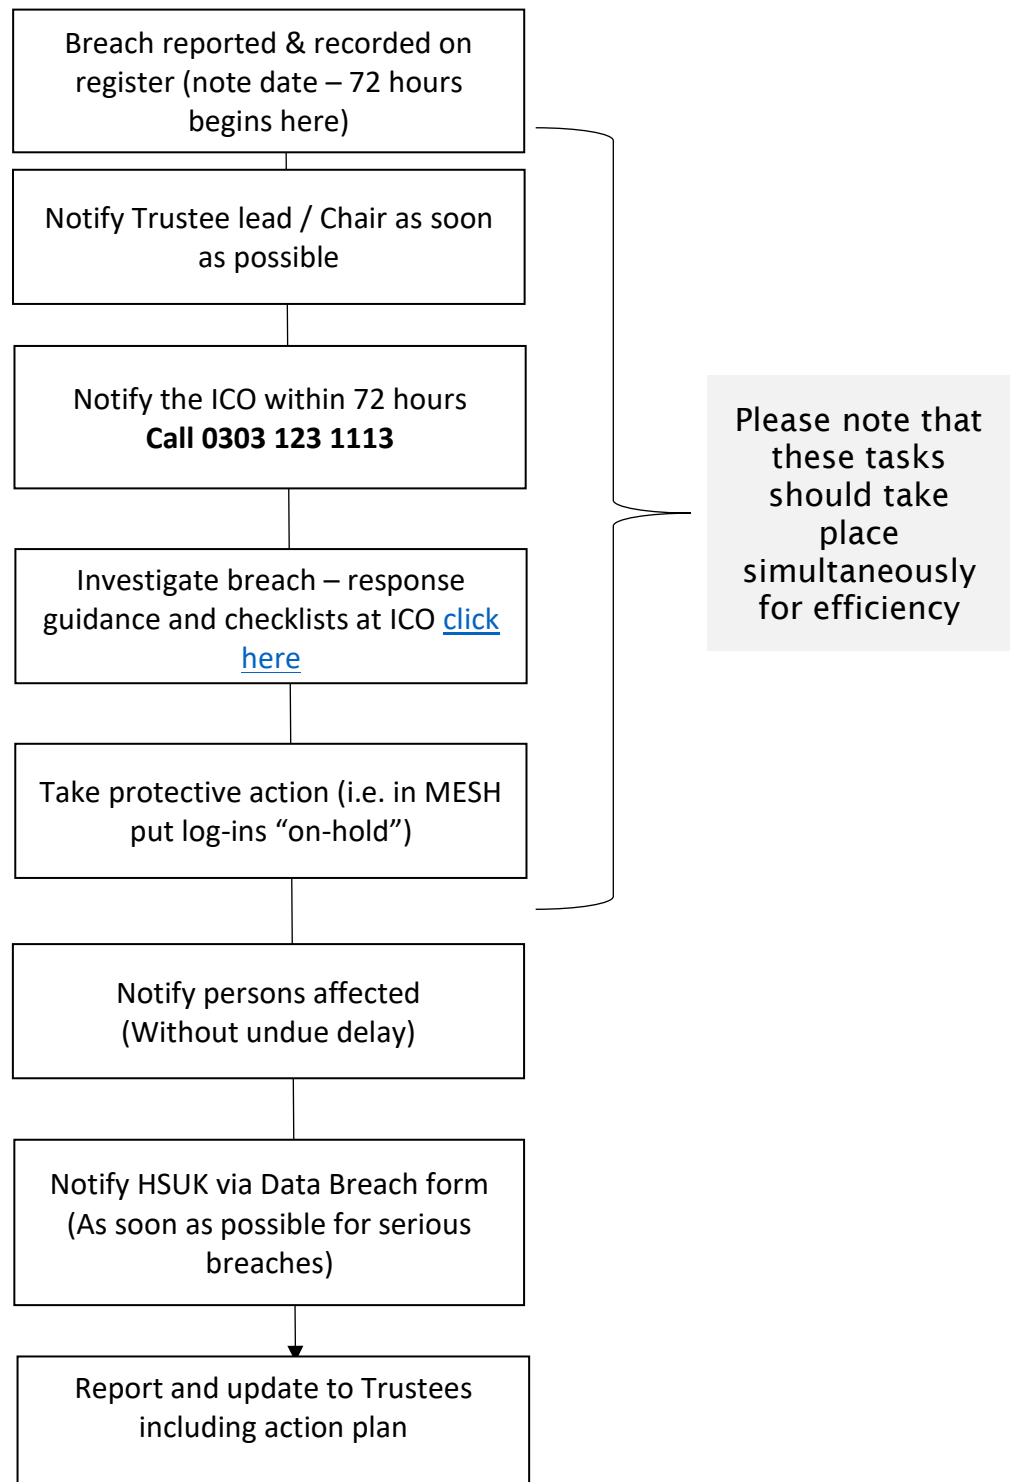 Breach reported & recorded on
register (note date – 72 hours
begins here)
Notify Trustee lead / Chair as soon
as possible
Notify the ICO within 72 hours
Call 0303 123 1113
Investigate breach – response
guidance and checklists at ICO click
here
Take protective action (i.e. in MESH
put log-ins “on-hold”)
Notify persons affected
(Without undue delay)
Notify HSUK via Data Breach form
(As soon as possible for serious
breaches)
Report and update to Trustees
including action plan
Please note that
these tasks
should take
place
simultaneously
for efficiency